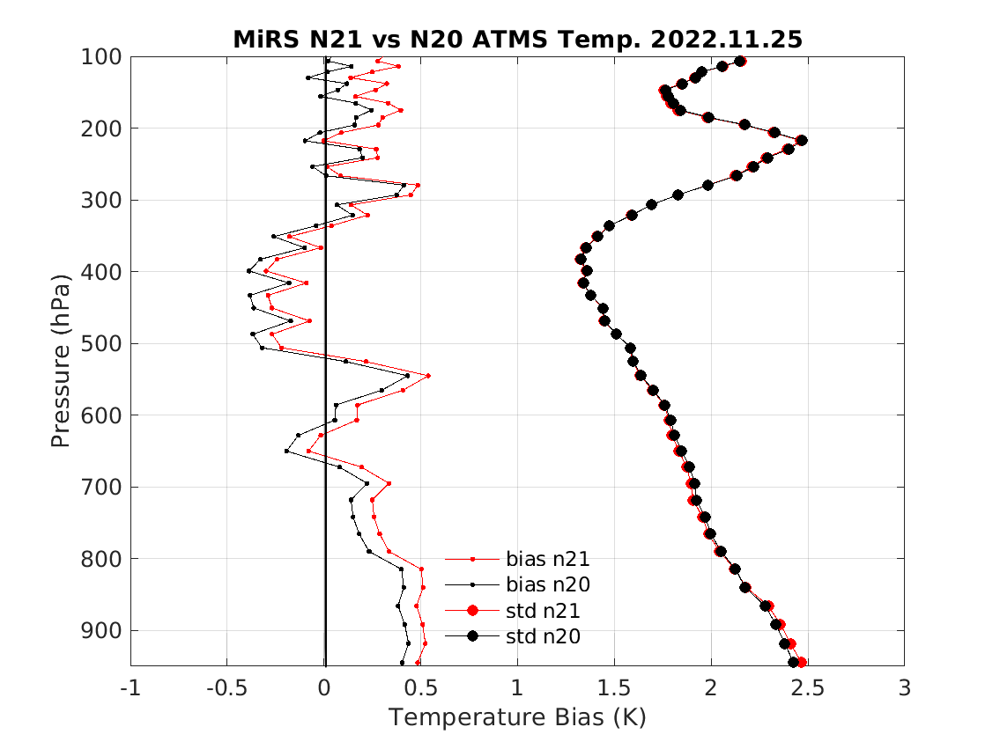 MiRS N21 vs N20 ATMS Temp. 2022.11.25
100
200
300
400
500
600
700
800
900
Pressure (hPa)
bias n21
bias n20
std n21
std n20
-1 -0.5 0 0.5 1 1.5 2 2.5 3
Temperature Bias (K)